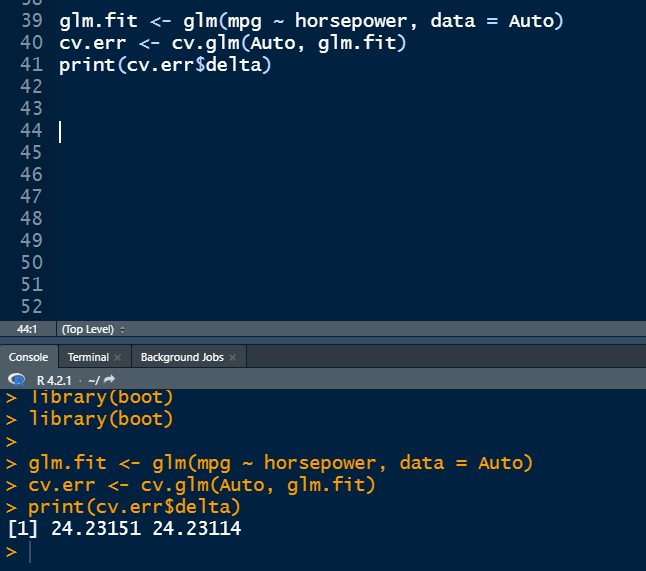 38
39 glm.fit <- glm(mpg ~ horsepower, data = Auto)
40 cv.err <- cv.glm(Auto, glm.fit)
41 print(cv.err$delta)
42
43
44
45
46
47
48
49
50
51
52
44:1 (Top Level)
Console Terminal Background Jobs
R 4.2.1 · ~/
> library(boot)
> library(boot)
>
> glm.fit <- glm(mpg ~ horsepower, data = Auto)
> cv.err <- cv.glm(Auto, glm.fit)
> print(cv.err$delta)
[1] 24.23151 24.23114
>